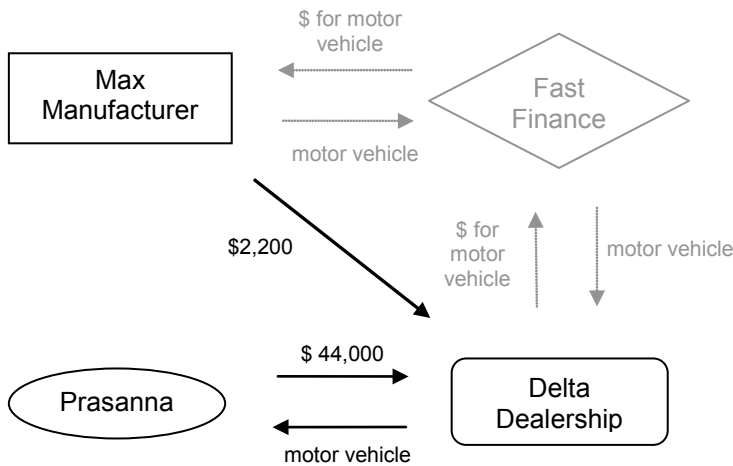 $ for motor
vehicle
Max
Manufacturer
Fast
Finance
motor vehicle
$2,200
$ for
motor
vehicle
motor vehicle
$ 44,000
Prasanna
Delta
Dealership
motor vehicle